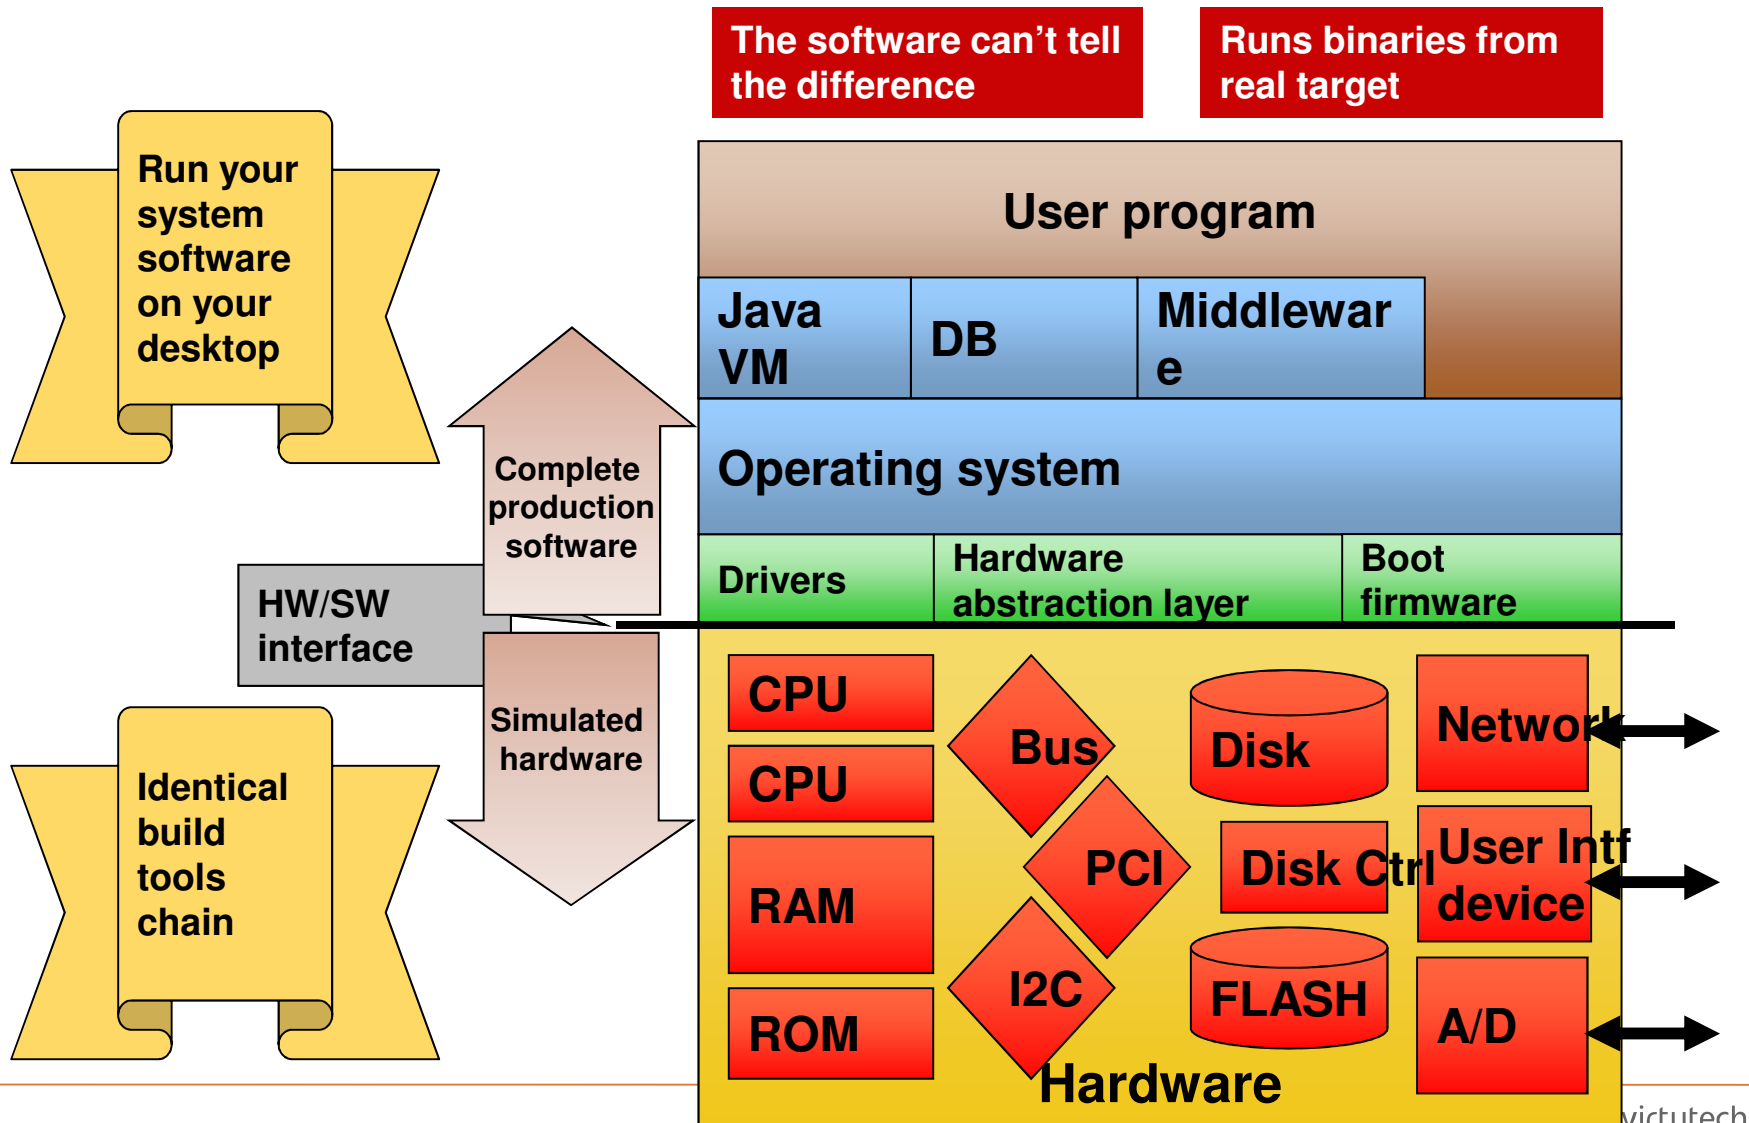 The software can't tell
the difference
Runs binaries from
real target
Run your
system
software
on your
desktop
User program
Java
VM
DB
Middlewar
e
Operating system
Complete
production
software
Drivers
Hardware
abstraction layer
Boot
firmware
HW/SW
interface
Simulated
hardware
Identical
build
tools
chain
CPU
CPU
RAM
ROM
Bus
PCI
I2C
Disk
Disk Ctrl
FLASH
Network
User Intf
device
A/D
Hardware
virtutech